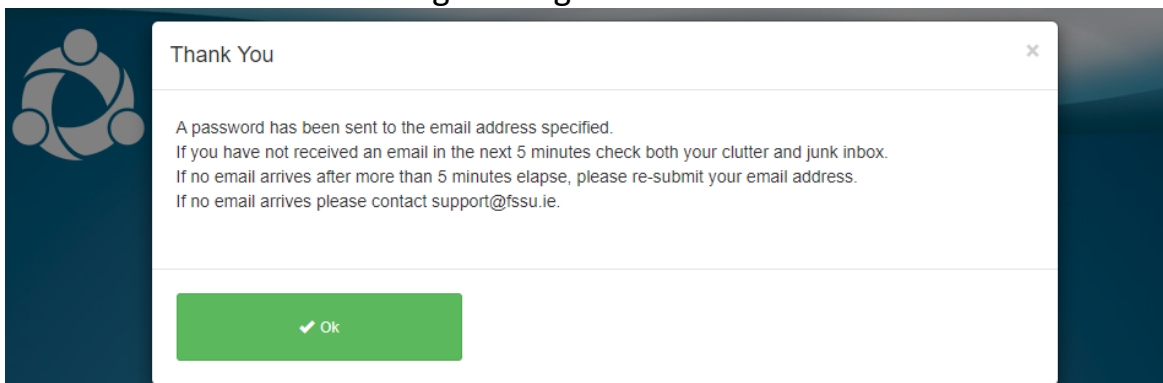 Thank You
×
A password has been sent to the email address specified.
If you have not received an email in the next 5 minutes check both your clutter and junk inbox.
If no email arrives after more than 5 minutes elapse, please re-submit your email address.
If no email arrives please contact support@fssu.ie.
✔ Ok